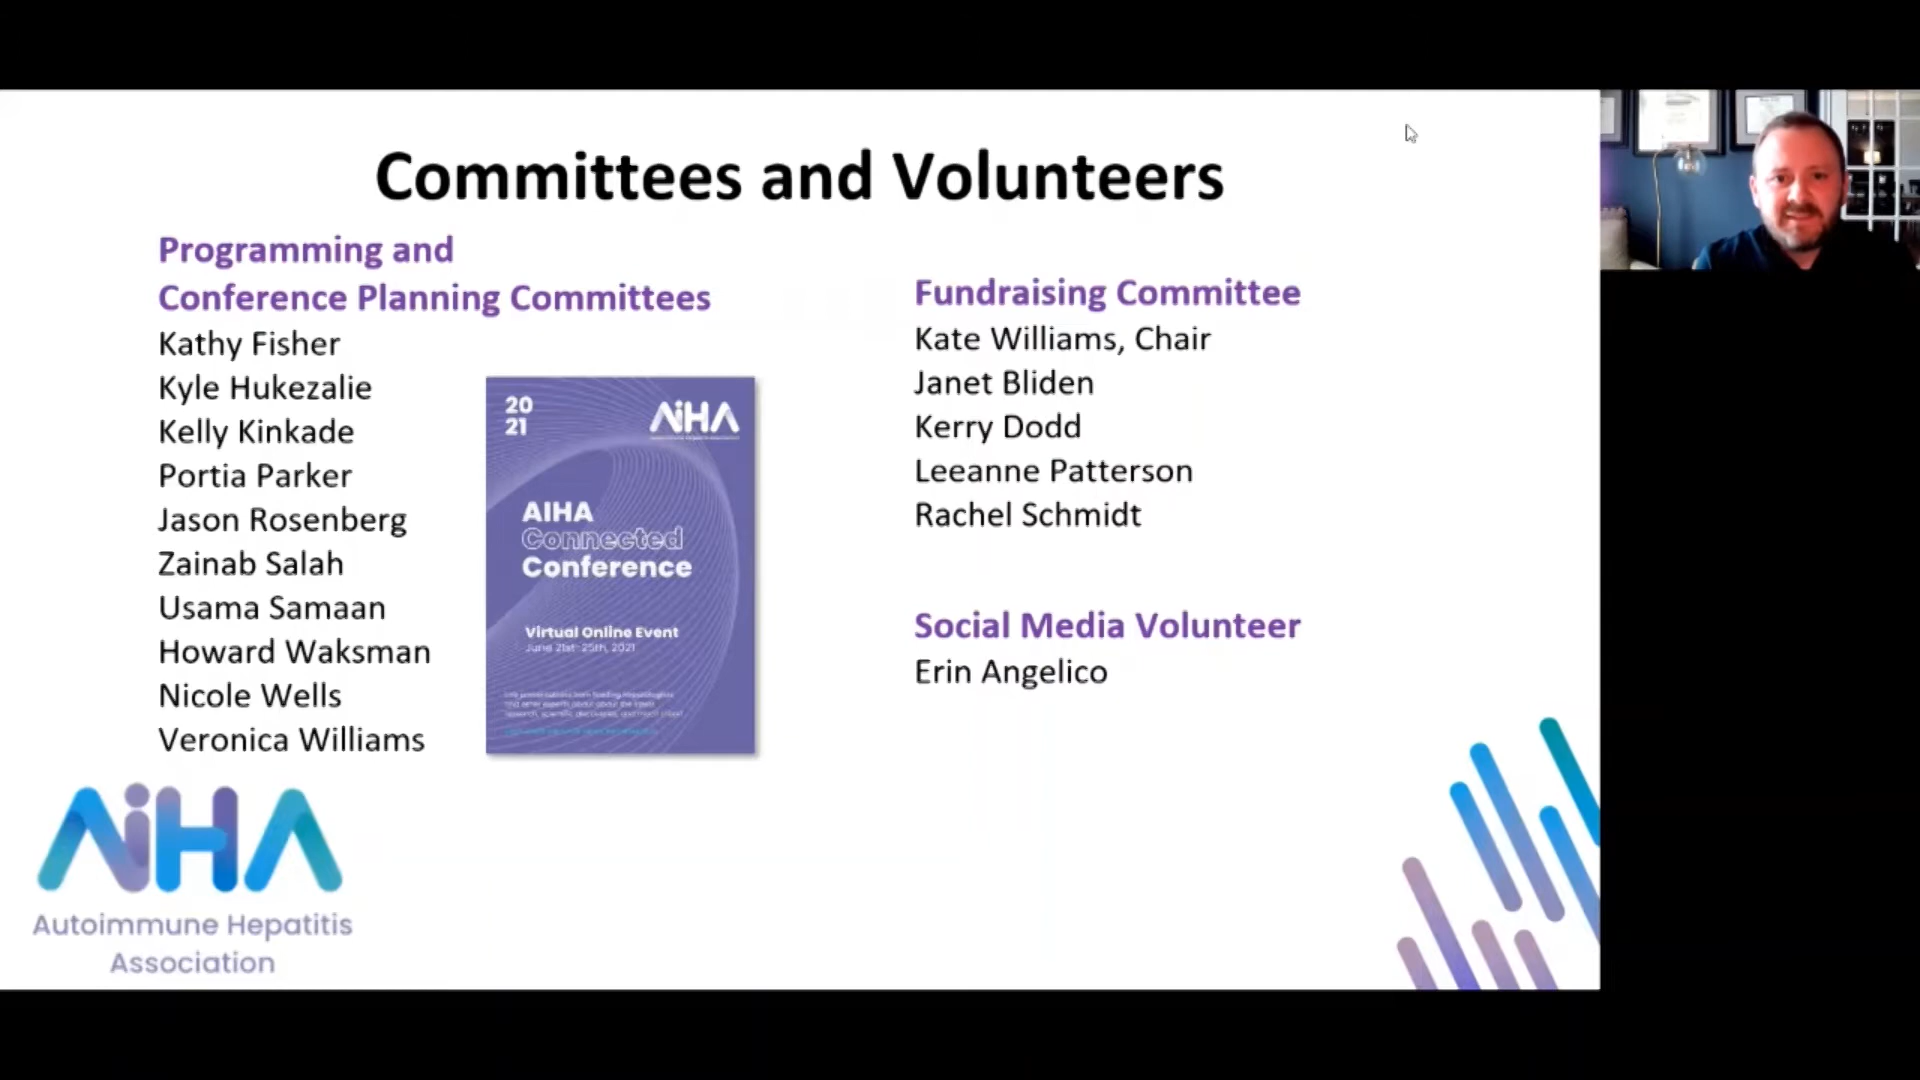 Committees and Volunteers
Programming and
Conference Planning Committees
Kathy Fisher
Kyle Hukezalie
Kelly Kinkade
Portia Parker
Jason Rosenberg
Zainab Salah
Usama Samaan
Howard Waksman
Nicole Wells
Veronica Williams
20
21
AiHA
AIHA
Connected
Conference
Virtual Online Event
June 21st-25th, 2021
Fundraising Committee
Kate Williams, Chair
Janet Bliden
Kerry Dodd
Leeanne Patterson
Rachel Schmidt
Social Media Volunteer
Erin Angelico
AiHA
Autoimmune Hepatitis
Association